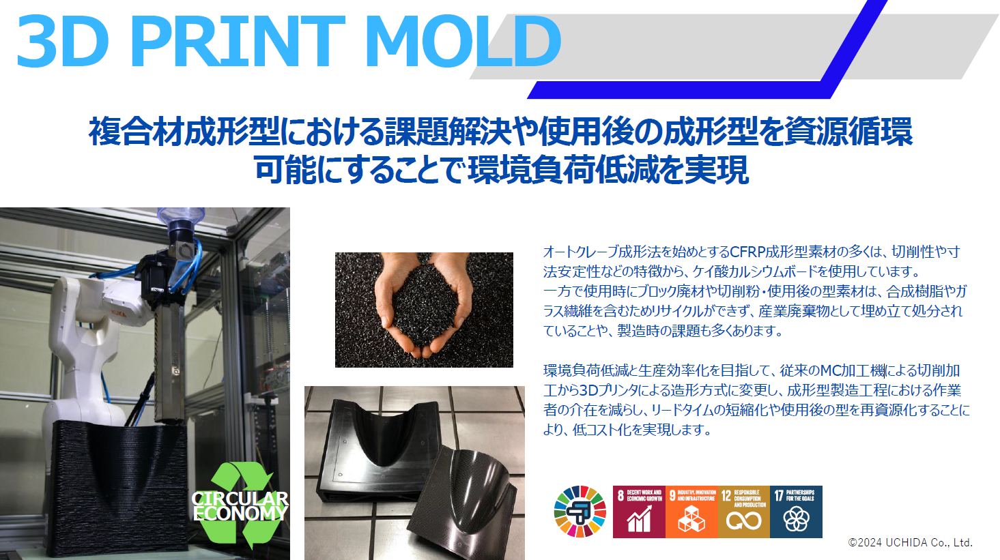 3D PRINT MOLD
複合材成形型における課題解決や使用後の成形型を資源循環
可能にすることで環境負荷低減を実現
オートクレーブ成形法を始めとするCFRP成形型素材の多くは、切削性や寸
法安定性などの特徴から、ケイ酸カルシウムボードを使用しています。
一方で使用時にブロック廃材や切削粉・使用後の型素材は、合成樹脂やガ
ラス繊維を含むためリサイクルができず、産業廃棄物として埋め立て処分され
ていることや、製造時の課題も多くあります。
環境負荷低減と生産効率化を目指して、従来のMC加工機による切削加
工から3Dプリンタによる造形方式に変更し、成形型製造工程における作業
者の介在を減らし、リードタイムの短縮化や使用後の型を再資源化することに
より、低コスト化を実現します。
KUKA
CIRCULAR
ECONOMY
8 DECENT WORK AND
ECONOMIC GROWTH
9 INDUSTRY, INNOVATION
AND INFRASTRUCTURE
12 RESPONSIBLE
CONSUMPTION
AND PRODUCTION
17 PARTNERSHIPS
FOR THE GOALS
©2024 UCHIDA Co., Ltd.